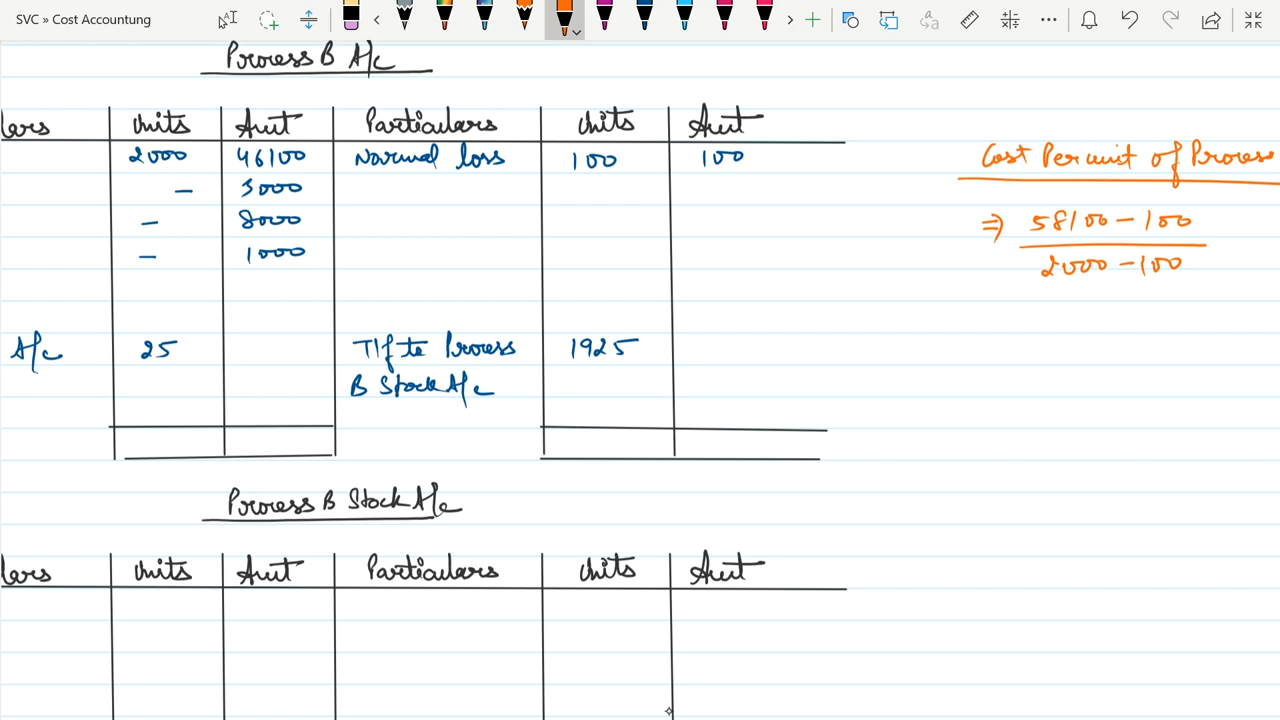 SVC » Cost Accountung
Process B A/c
lars Units Amt Particulars Units Amt
2000 46100 Normal loss 100 100
- 3000
- 8000
- 1000
A/c 25 Tlf to Process 1925
B Stock A/c
Cost Per unit of Process
⇒ 58100 - 100
2000 - 100
Process B Stock A/c
lars Units Amt Particulars Units Amt